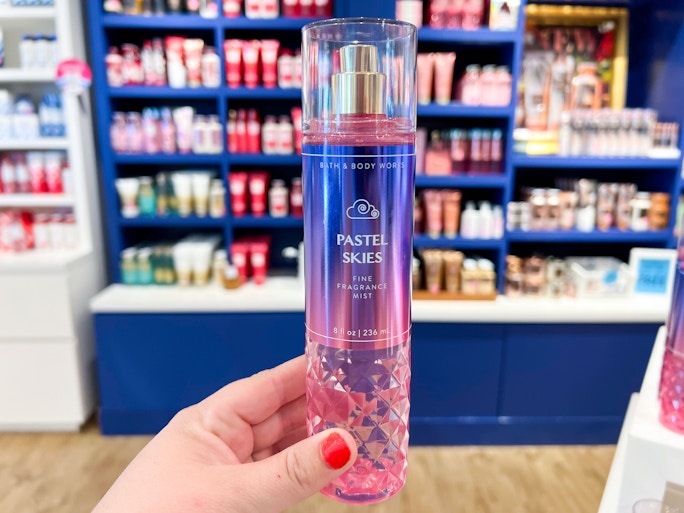 BATH & BODY WORKS
PASTEL
SKIES
FINE
FRAGRANCE
MIST
8 fl oz | 236 mL